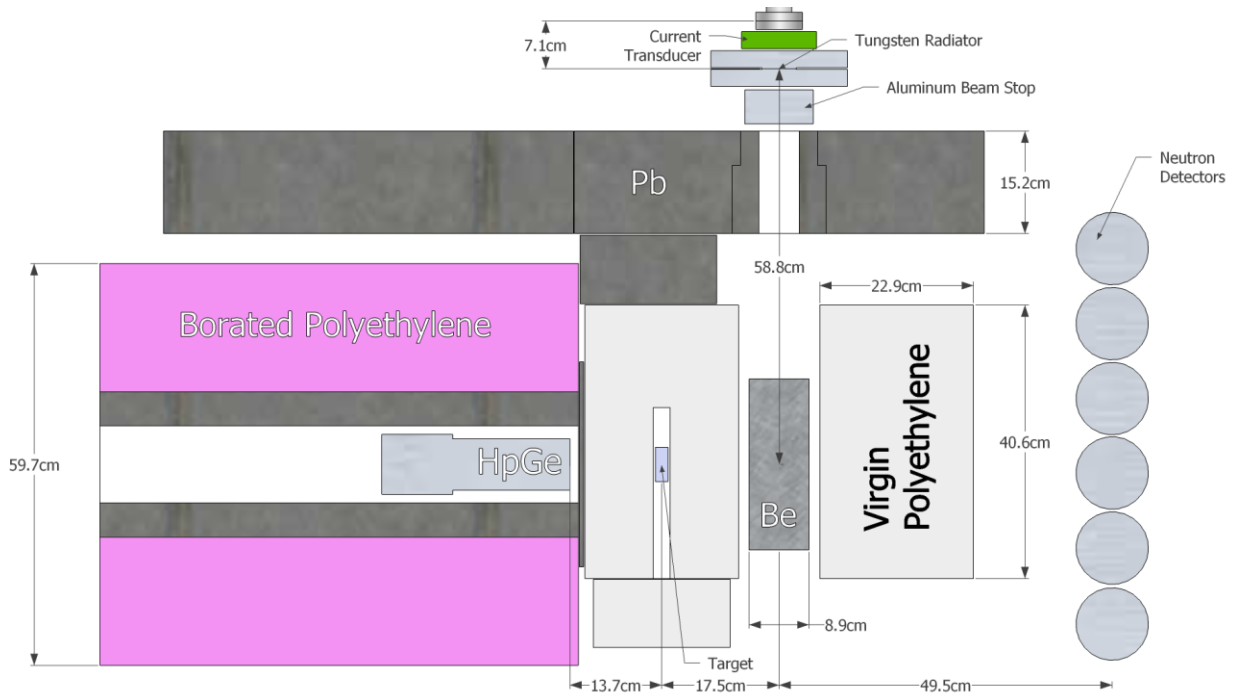 7.1cm
Current
Transducer
Tungsten Radiator
Aluminum Beam Stop
Pb
15.2cm
Neutron
Detectors
58.8cm
22.9cm
Borated Polyethylene
59.7cm
HpGe
Be
Virgin
Polyethylene
40.6cm
8.9cm
Target
13.7cm
17.5cm
49.5cm